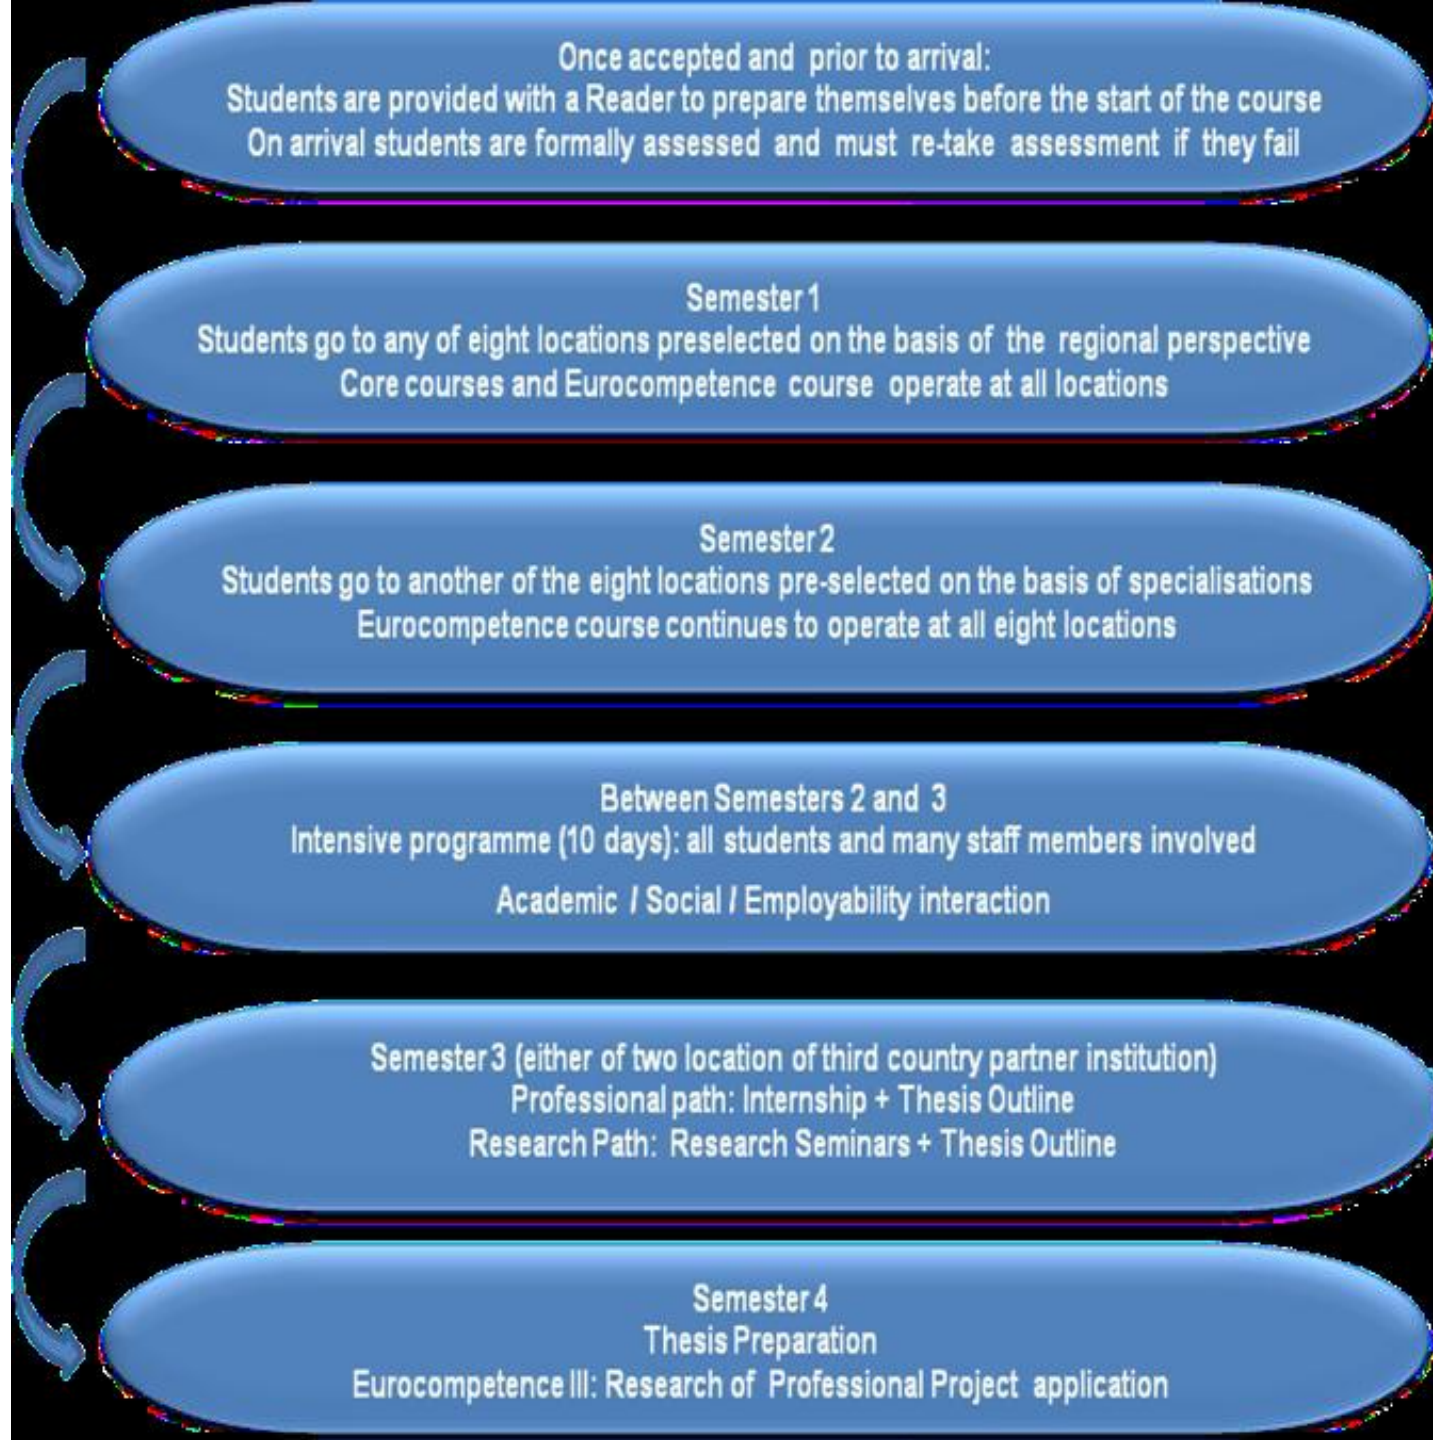 Once accepted and prior to arrival:
Students are provided with a Reader to prepare themselves before the start of the course
On arrival students are formally assessed and must re-take assessment if they fail
Semester 1
Students go to any of eight locations preselected on the basis of the regional perspective
Core courses and Eurocompetence course operate at all locations
Semester 2
Students go to another of the eight locations pre-selected on the basis of specialisations
Eurocompetence course continues to operate at all eight locations
Between Semesters 2 and 3
Intensive programme (10 days): all students and many staff members involved
Academic / Social / Employability interaction
Semester 3 (either of two location of third country partner institution)
Professional path: Internship + Thesis Outline
Research Path: Research Seminars + Thesis Outline
Semester 4
Thesis Preparation
Eurocompetence III: Research of Professional Project application